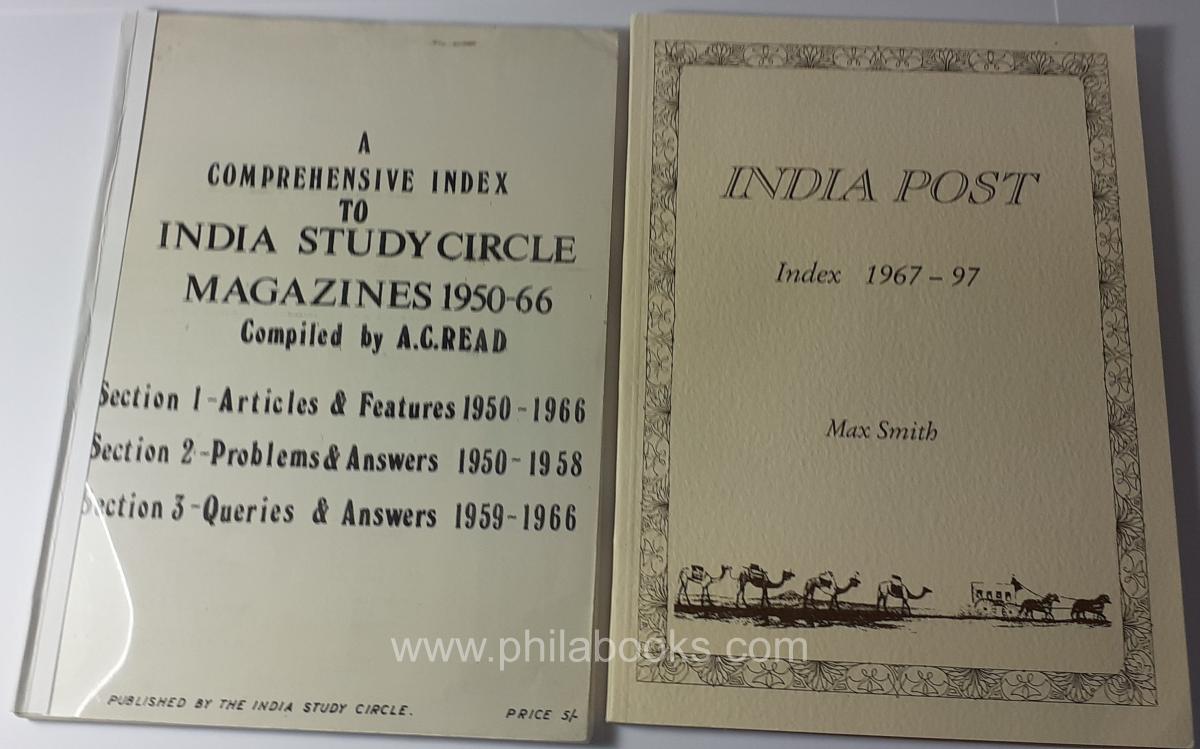 A
COMPREHENSIVE INDEX
TO
INDIA STUDY CIRCLE
MAGAZINES 1950-66
Compiled by A.C.READ
Section 1-Articles & Features 1950-1966
Section 2-Problems & Answers 1950-1958
Section 3-Queries & Answers 1959-1966
PUBLISHED BY THE INDIA STUDY CIRCLE.
PRICE 5/-
INDIA POST
Index 1967 – 97
Max Smith
www.philabooks.com